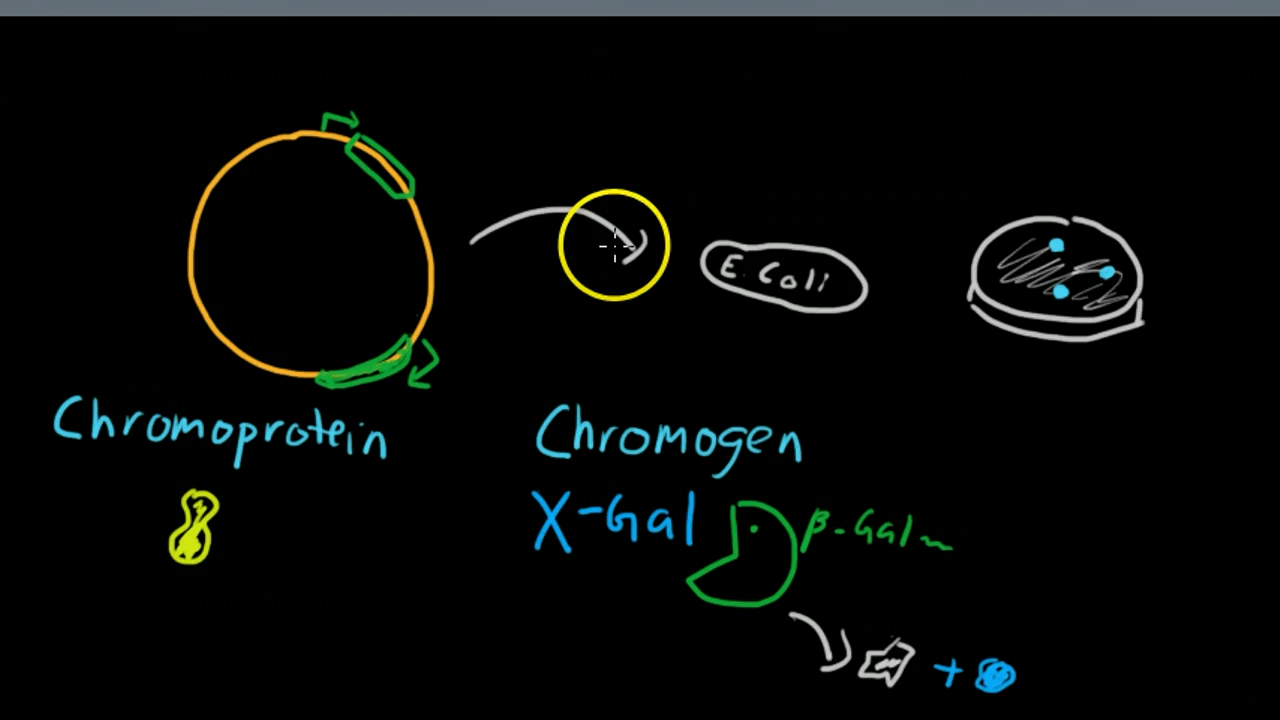 E. Coli
Chromoprotein
Chromogen
X-Gal
β-Gal
+